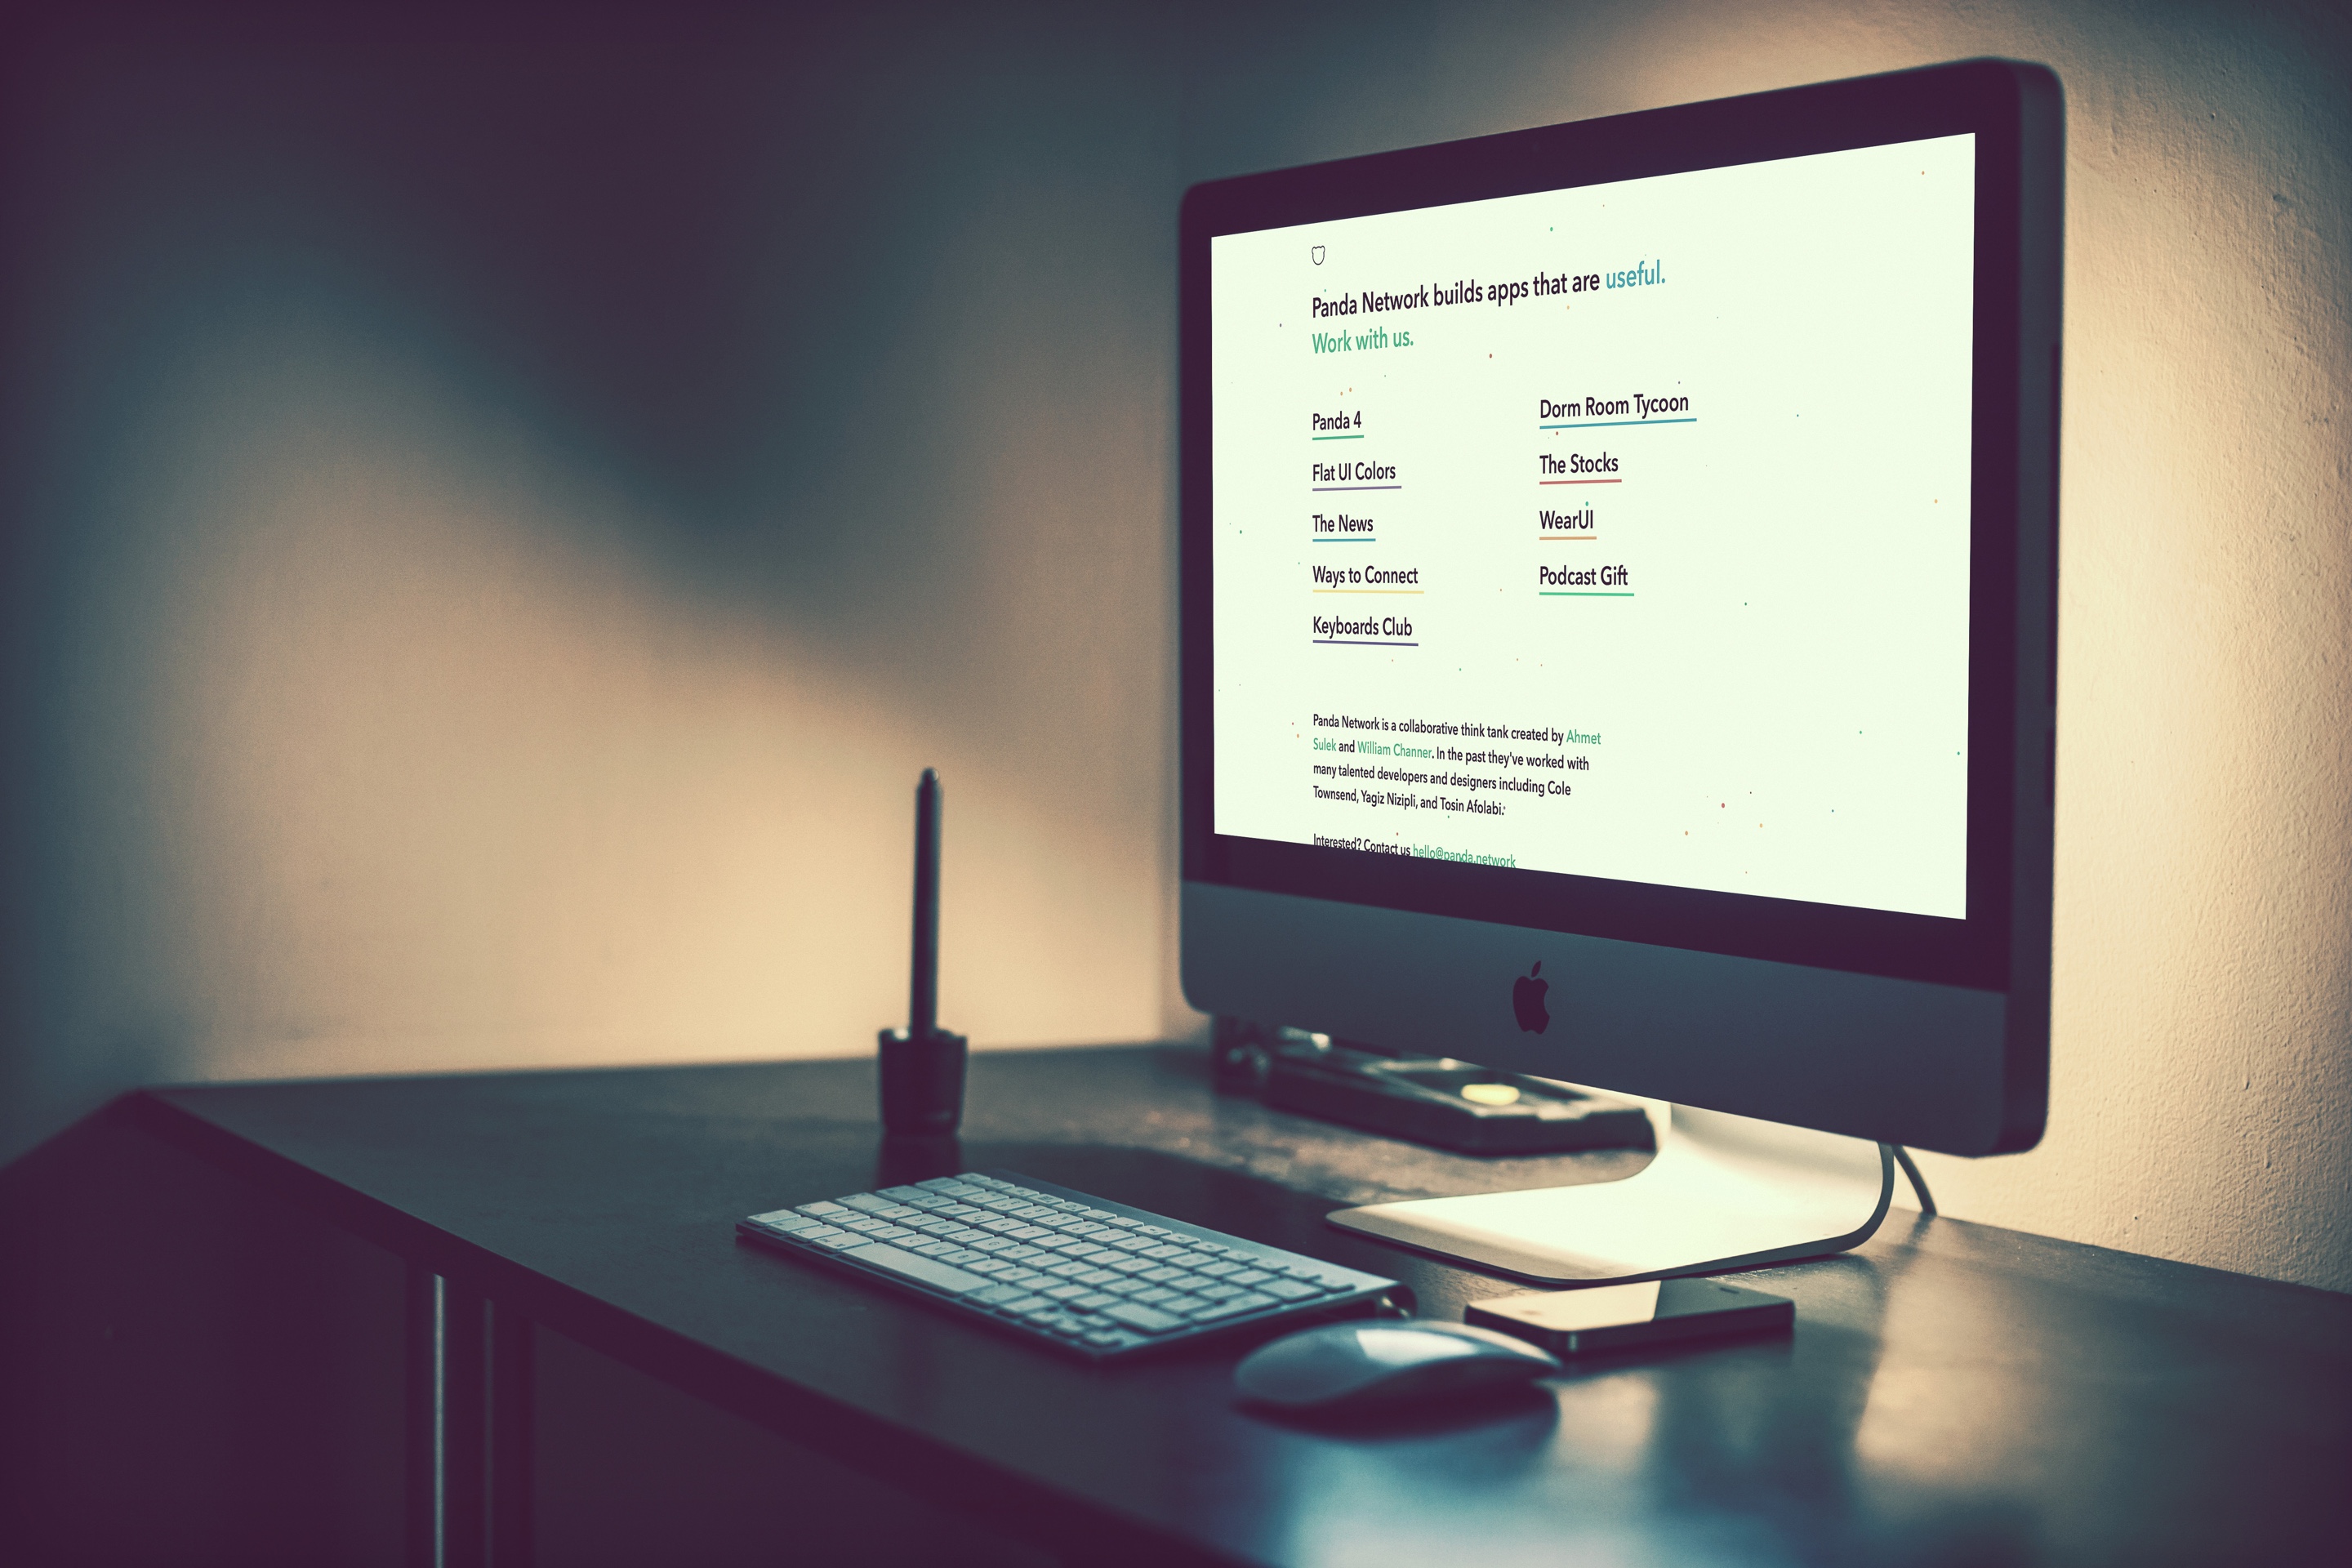 Panda Network builds apps that are useful.
Work with us.
Panda 4
Flat UI Colors
The News
Ways to Connect
Keyboards Club
Dorm Room Tycoon
The Stocks
WearUI
Podcast Gift
Panda Network is a collaborative think tank created by Ahmet
Sulek and William Channer. In the past they've worked with
many talented developers and designers including Cole
Townsend, Yagiz Nizipli, and Tosin Afolabi.
Interested? Contact us hello@panda.network